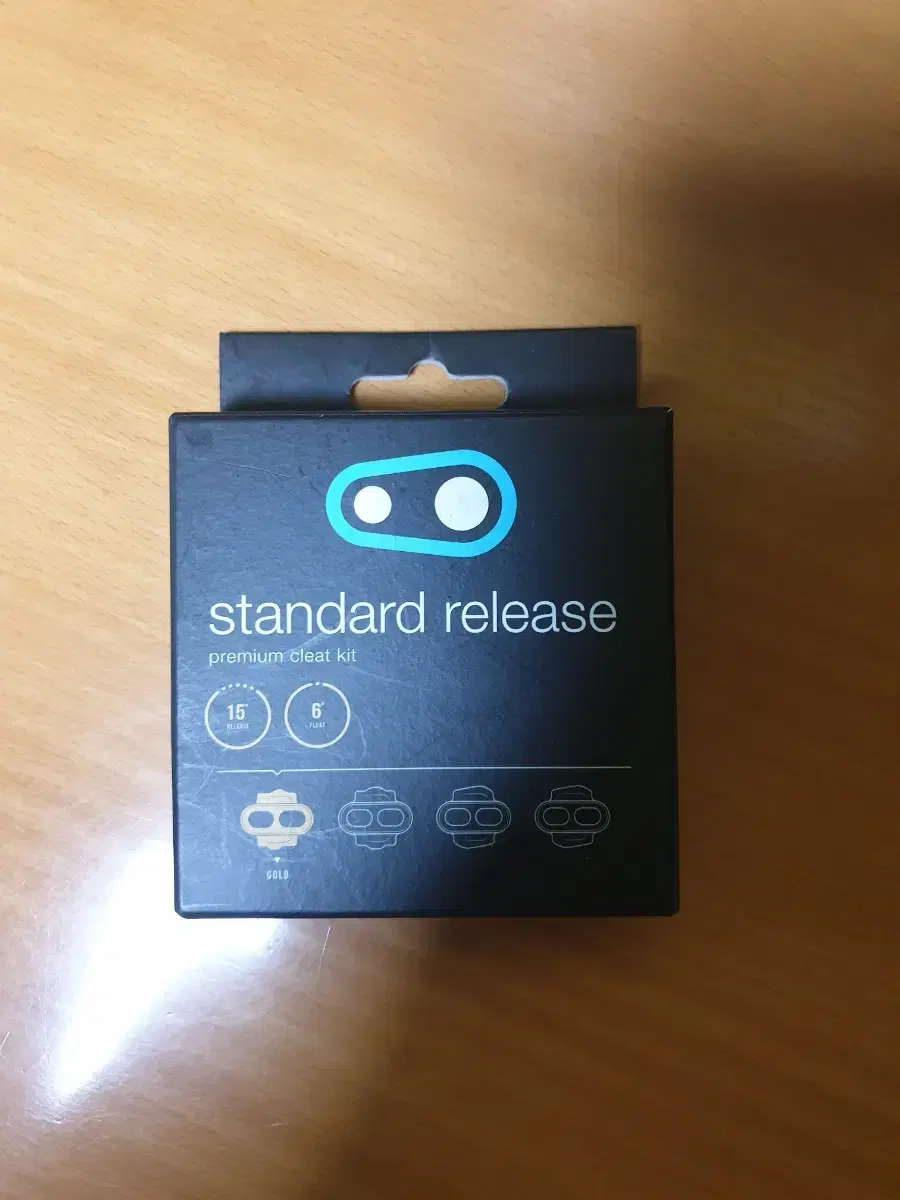 standard release
premium cleat kit
15° 6°
RELEASE FLOAT
GOLD